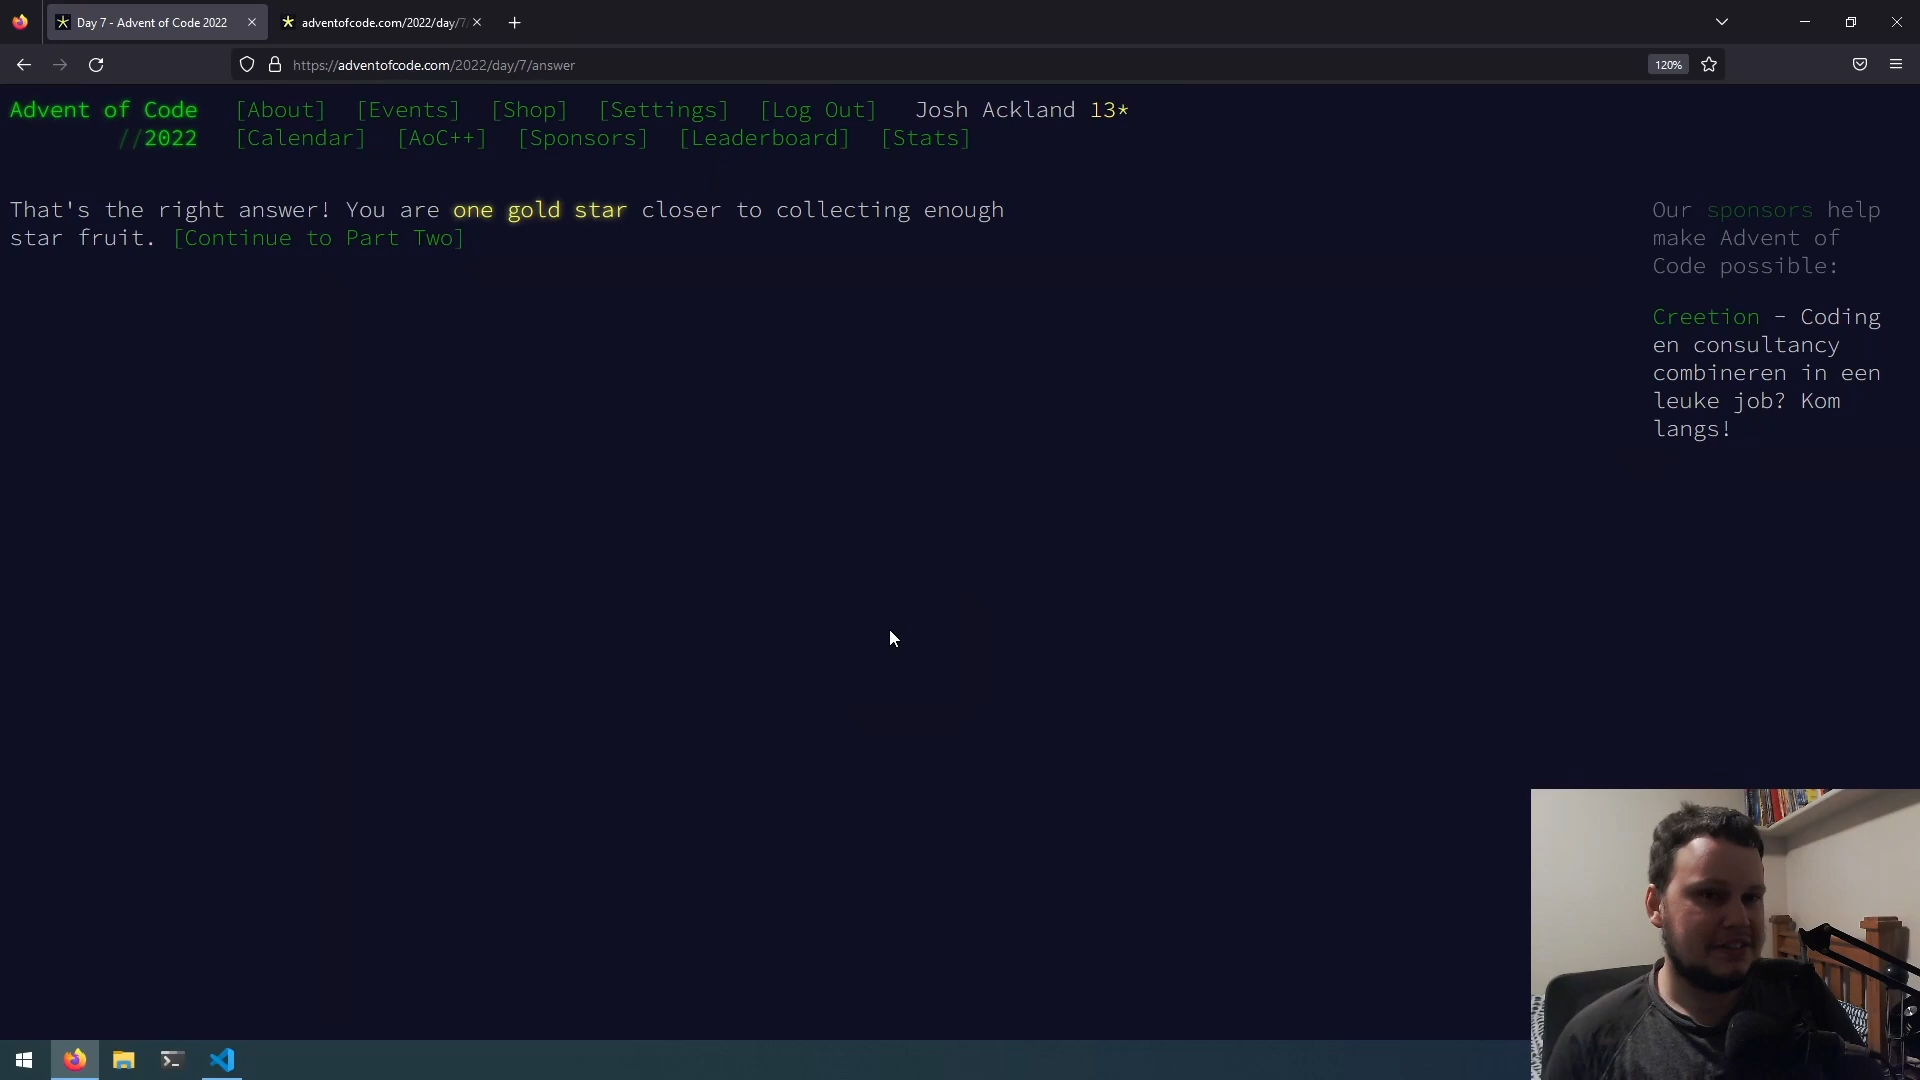 Day 7 - Advent of Code 2022
adventofcode.com/2022/day/7
https://adventofcode.com/2022/day/7/answer
120%
Advent of Code [About] [Events] [Shop] [Settings] [Log Out] Josh Ackland 13*
//2022 [Calendar] [AoC++] [Sponsors] [Leaderboard] [Stats]
That's the right answer! You are one gold star closer to collecting enough
star fruit. [Continue to Part Two]
Our sponsors help
make Advent of
Code possible:
Creetion - Coding
en consultancy
combineren in een
leuke job? Kom
langs!